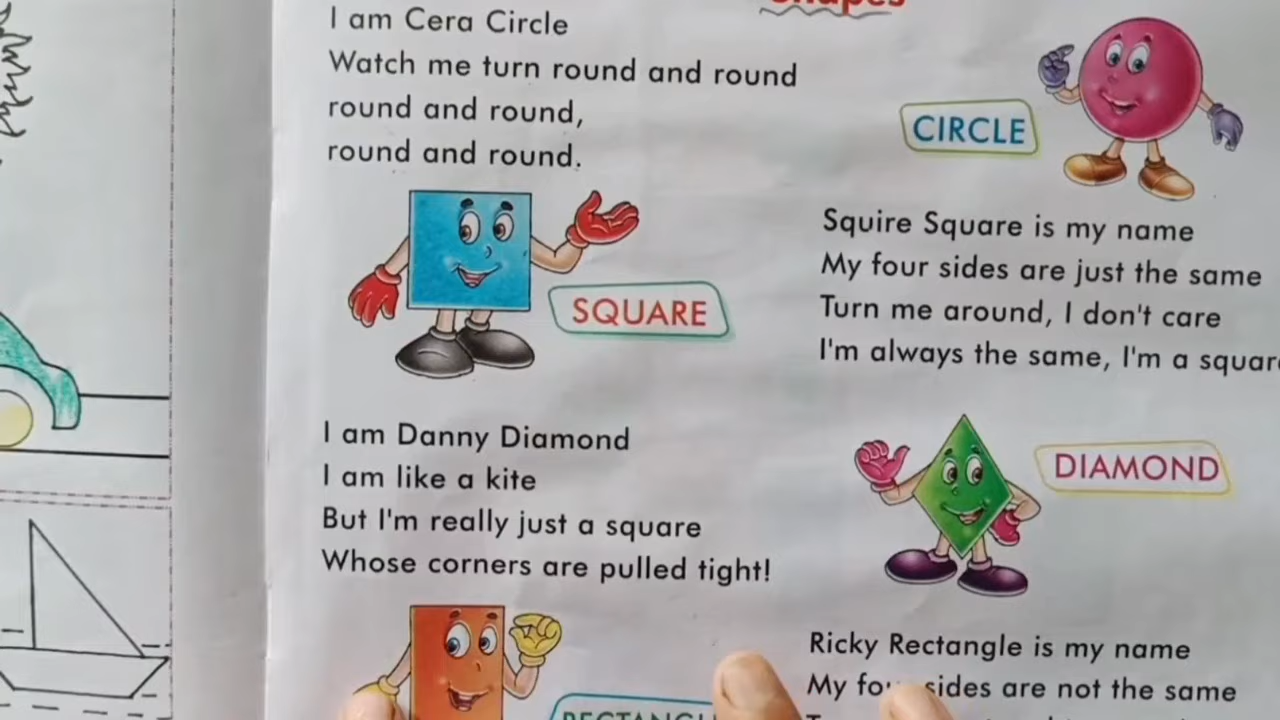 Shapes
I am Cera Circle
Watch me turn round and round
round and round,
round and round.
CIRCLE
Squire Square is my name
My four sides are just the same
Turn me around, I don't care
I'm always the same, I'm a square
SQUARE
I am Danny Diamond
I am like a kite
But I'm really just a square
Whose corners are pulled tight!
DIAMOND
Ricky Rectangle is my name
My four sides are not the same